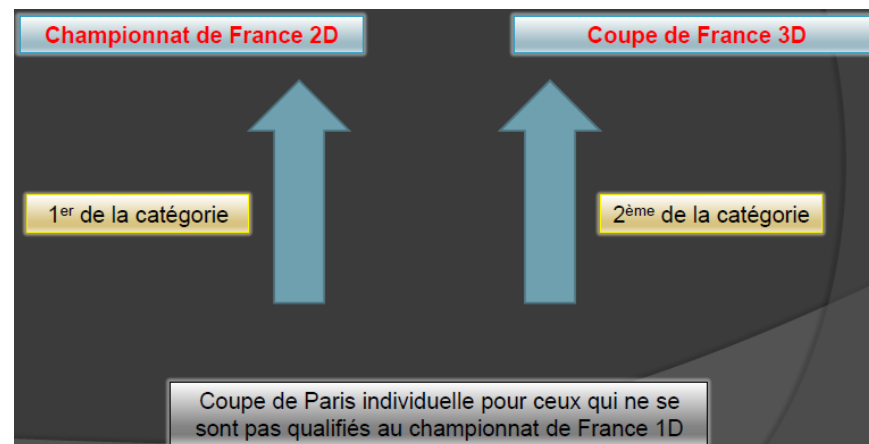 Championnat de France 2D
Coupe de France 3D
1er de la catégorie
2ème de la catégorie
Coupe de Paris individuelle pour ceux qui ne se
sont pas qualifiés au championnat de France 1D